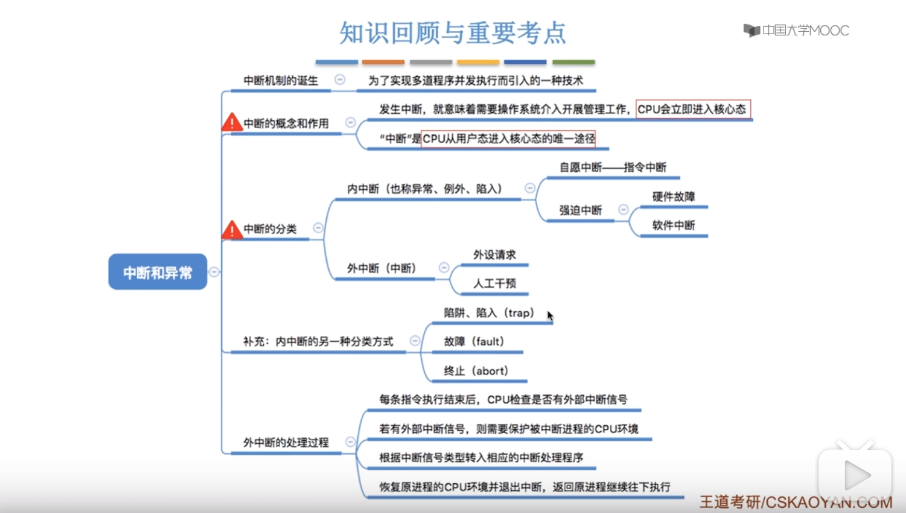 知识回顾与重要考点
中国大学MOOC
中断机制的诞生
为了实现多道程序并发执行而引入的一种技术
中断的概念和作用
发生中断，就意味着需要操作系统介入开展管理工作，CPU会立即进入核心态
“中断”是CPU从用户态进入核心态的唯一途径
中断和异常
中断的分类
内中断（也称异常、例外、陷入）
自愿中断——指令中断
强迫中断
硬件故障
软件中断
外中断（中断）
外设请求
人工干预
补充：内中断的另一种分类方式
陷阱、陷入（trap）
故障（fault）
终止（abort）
外中断的处理过程
每条指令执行结束后，CPU检查是否有外部中断信号
若有外部中断信号，则需要保护被中断进程的CPU环境
根据中断信号类型转入相应的中断处理程序
恢复原进程的CPU环境并退出中断，返回原进程继续往下执行
王道考研/CSKAOYAN.COM